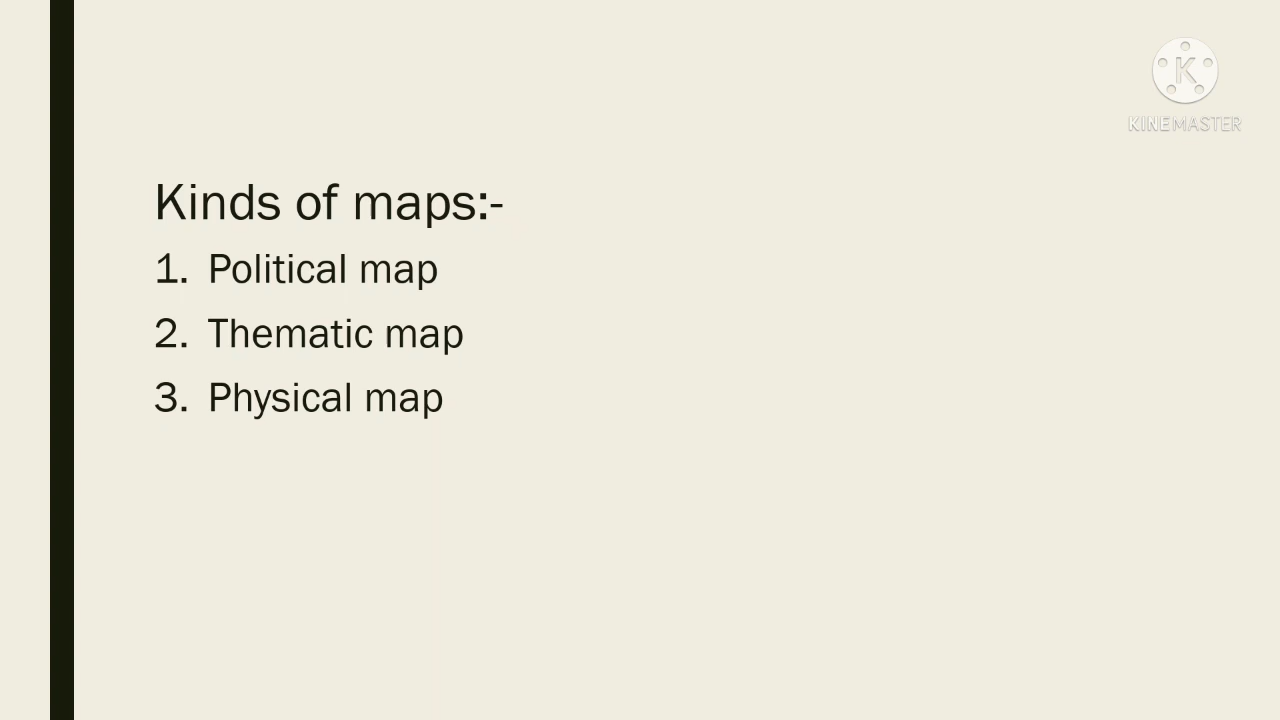 K
KINEMASTER
Kinds of maps:-
1. Political map
2. Thematic map
3. Physical map